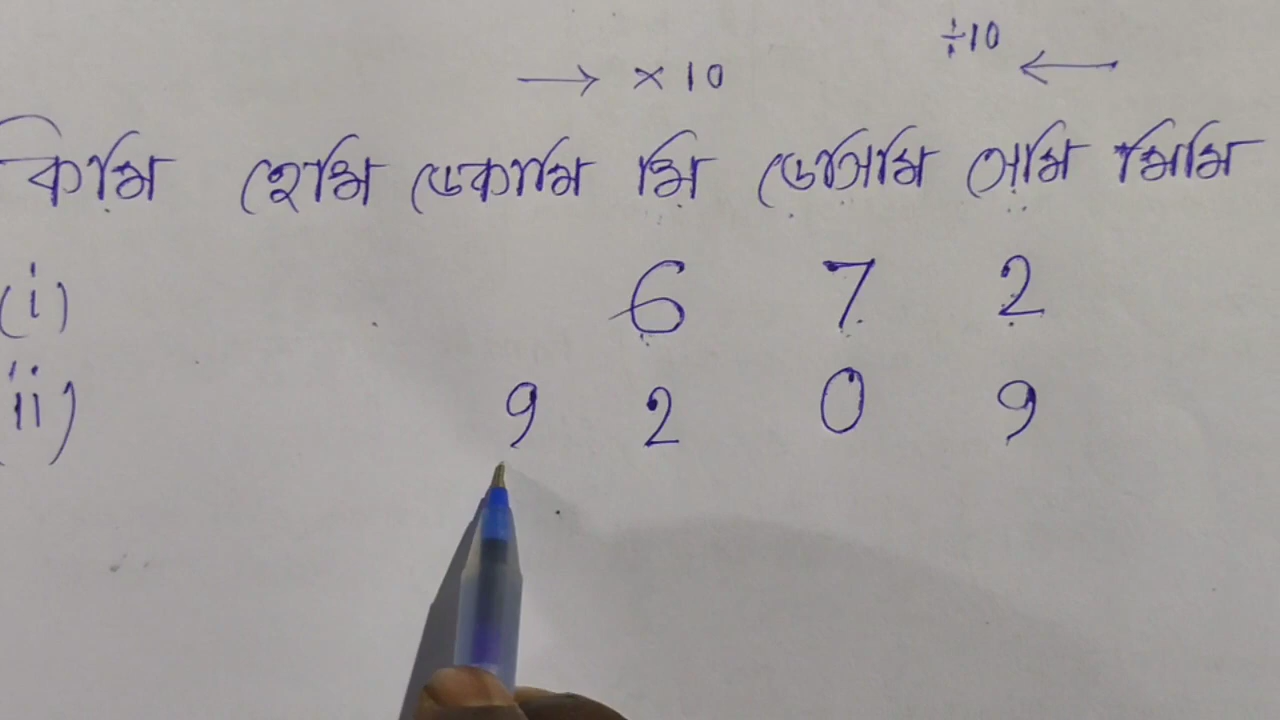 → × 10 ÷10 ←
কিমি হেমি ডেকামি মি ডেসিমি সেমি মিমি
(i) 6 7 2
ii) 9 2 0 9